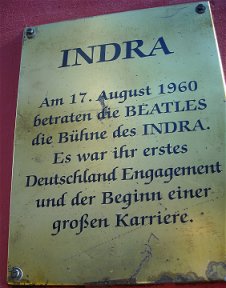 INDRA
Am 17. August 1960
betraten die BEATLES
die Bühne des INDRA.
Es war ihr erstes
Deutschland Engagement
und der Beginn einer
großen Karriere.